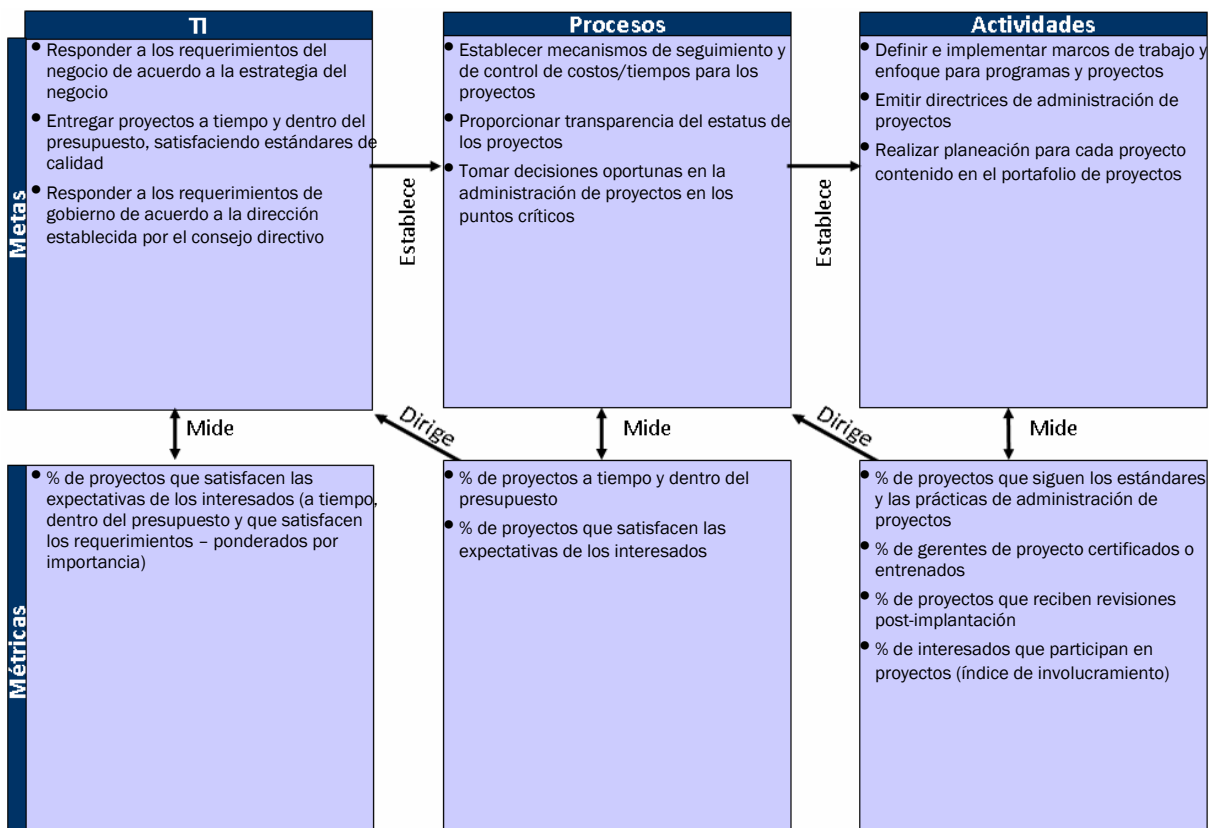 TI
Procesos
Actividades
Metas
● Responder a los requerimientos del
negocio de acuerdo a la estrategia del
negocio
● Entregar proyectos a tiempo y dentro del
presupuesto, satisfaciendo estándares de
calidad
● Responder a los requerimientos de
gobierno de acuerdo a la dirección
establecida por el consejo directivo
Establece
● Establecer mecanismos de seguimiento y
de control de costos/tiempos para los
proyectos
● Proporcionar transparencia del estatus de
los proyectos
● Tomar decisiones oportunas en la
administración de proyectos en los
puntos críticos
Establece
● Definir e implementar marcos de trabajo y
enfoque para programas y proyectos
● Emitir directrices de administración de
proyectos
● Realizar planeación para cada proyecto
contenido en el portafolio de proyectos
Mide
Dirige
Mide
Dirige
Mide
Métricas
● % de proyectos que satisfacen las
expectativas de los interesados (a tiempo,
dentro del presupuesto y que satisfacen
los requerimientos – ponderados por
importancia)
● % de proyectos a tiempo y dentro del
presupuesto
● % de proyectos que satisfacen las
expectativas de los interesados
● % de proyectos que siguen los estándares
y las prácticas de administración de
proyectos
● % de gerentes de proyecto certificados o
entrenados
● % de proyectos que reciben revisiones
post-implantación
● % de interesados que participan en
proyectos (índice de involucramiento)